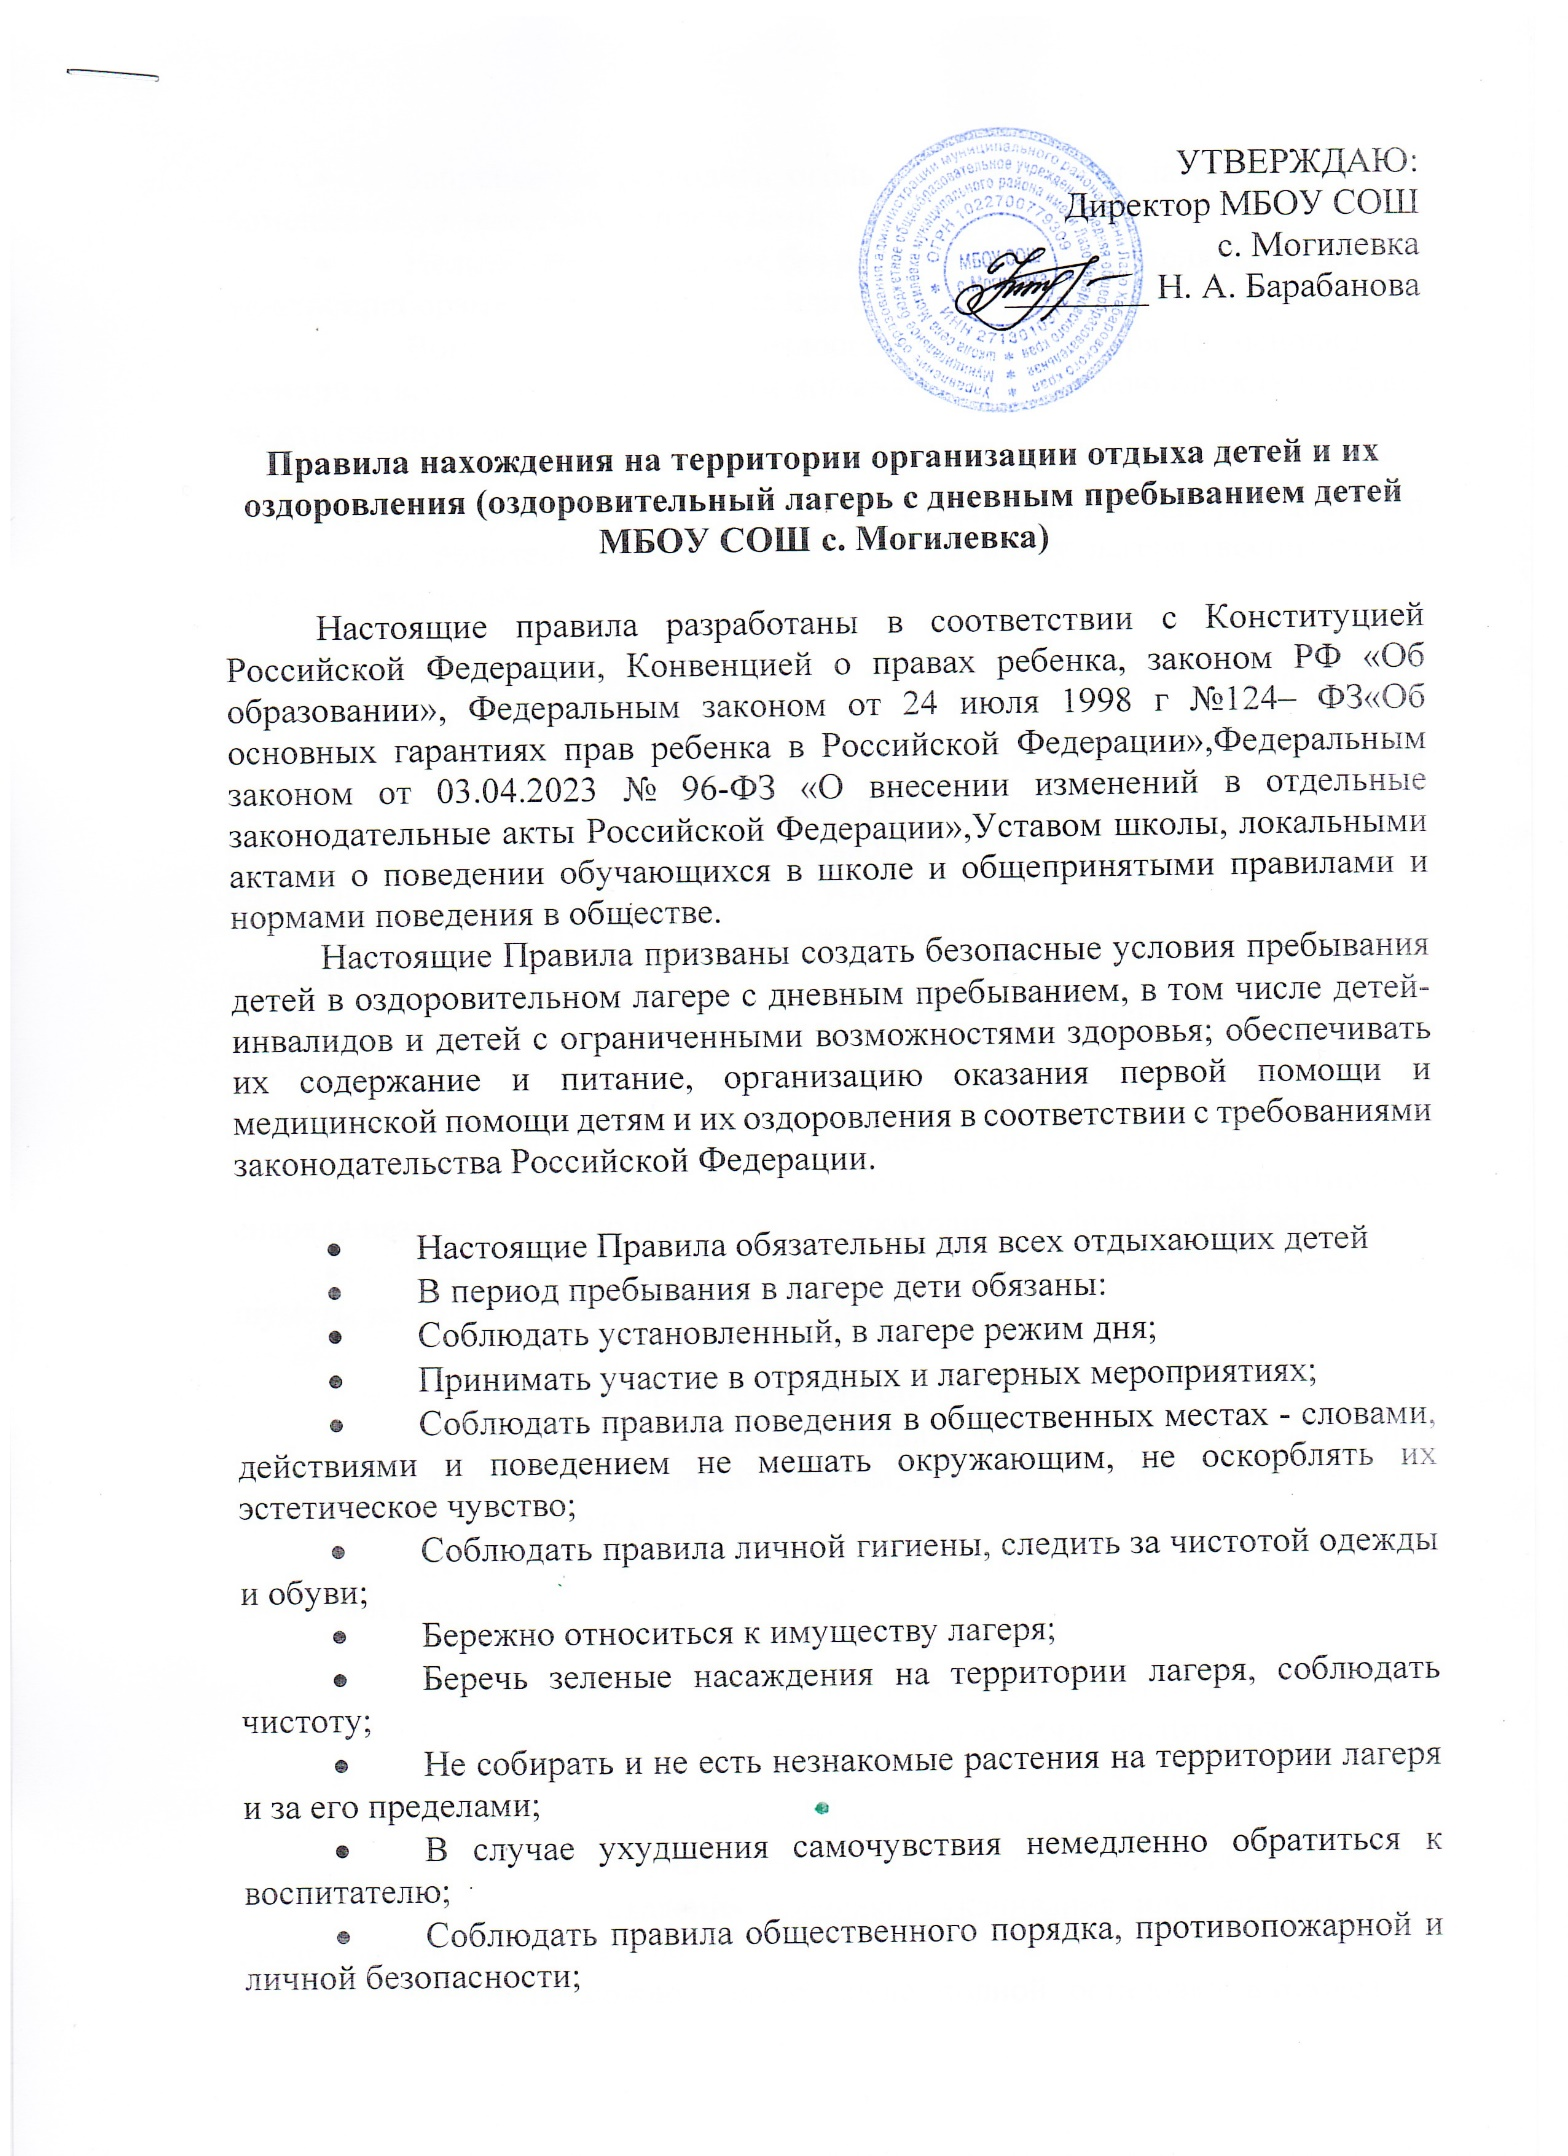 УТВЕРЖДАЮ:
Директор МБОУ СОШ
с. Могилевка
Н. А. Барабанова
ОГРН 1022700779309
МБОУ СОШ
с. Могилевка
Правила нахождения на территории организации отдыха детей и их
оздоровления (оздоровительный лагерь с дневным пребыванием детей
МБОУ СОШ с. Могилевка)
Настоящие правила разработаны в соответствии с Конституцией
Российской Федерации, Конвенцией о правах ребенка, законом РФ «Об
образовании», Федеральным законом от 24 июля 1998 г №124– ФЗ«Об
основных гарантиях прав ребенка в Российской Федерации»,Федеральным
законом от 03.04.2023 № 96-ФЗ «О внесении изменений в отдельные
законодательные акты Российской Федерации»,Уставом школы, локальными
актами о поведении обучающихся в школе и общепринятыми правилами и
нормами поведения в обществе.
Настоящие Правила призваны создать безопасные условия пребывания
детей в оздоровительном лагере с дневным пребыванием, в том числе детей-
инвалидов и детей с ограниченными возможностями здоровья; обеспечивать
их содержание и питание, организацию оказания первой помощи и
медицинской помощи детям и их оздоровления в соответствии с требованиями
законодательства Российской Федерации.
• Настоящие Правила обязательны для всех отдыхающих детей
• В период пребывания в лагере дети обязаны:
• Соблюдать установленный, в лагере режим дня;
• Принимать участие в отрядных и лагерных мероприятиях;
• Соблюдать правила поведения в общественных местах - словами,
действиями и поведением не мешать окружающим, не оскорблять их
эстетическое чувство;
• Соблюдать правила личной гигиены, следить за чистотой одежды
и обуви;
• Бережно относиться к имуществу лагеря;
• Беречь зеленые насаждения на территории лагеря, соблюдать
чистоту;
• Не собирать и не есть незнакомые растения на территории лагеря
и за его пределами;
• В случае ухудшения самочувствия немедленно обратиться к
воспитателю;
• Соблюдать правила общественного порядка, противопожарной и
личной безопасности;